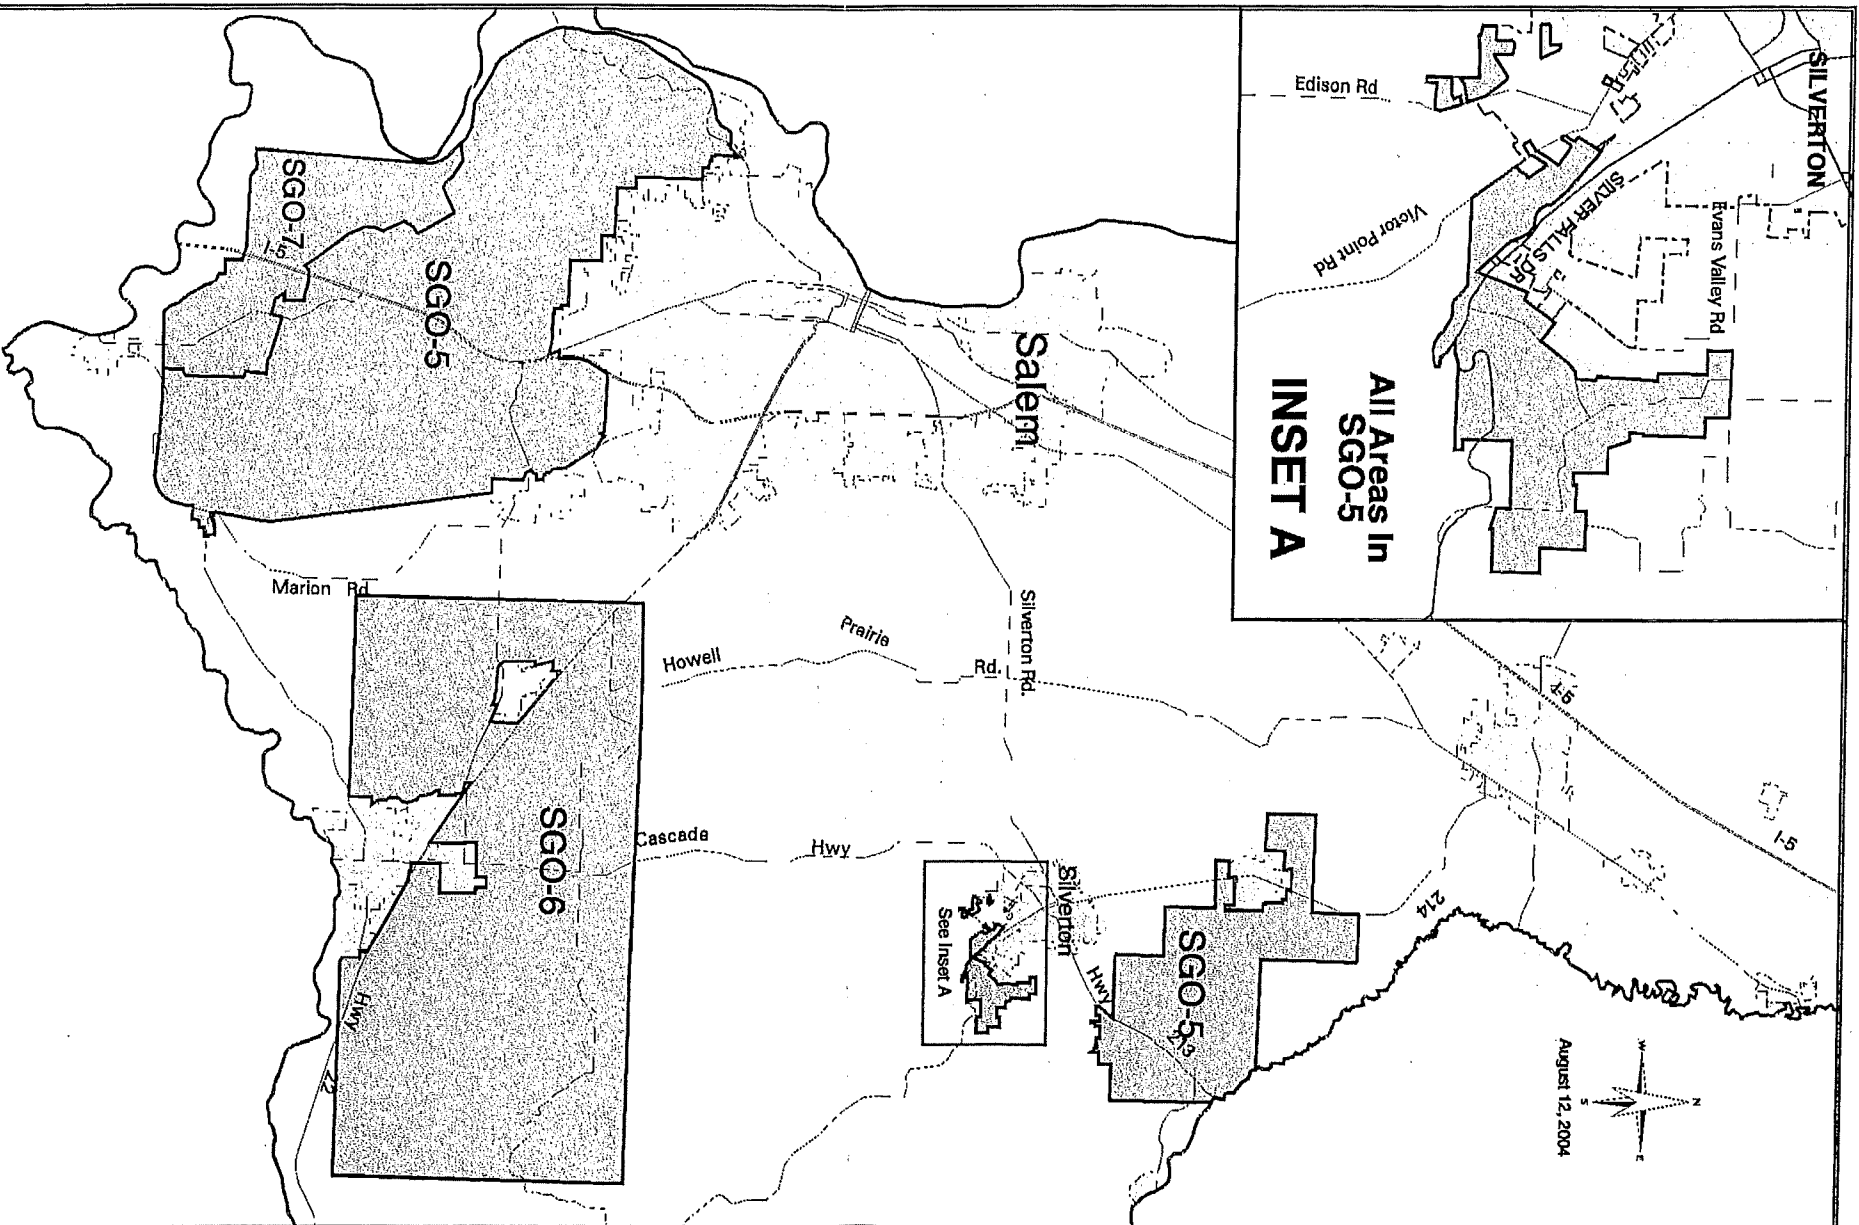 SILVERTON
Edison Rd
Victor Point Rd
SILVER FALLS DR
Evans Valley Rd
All Areas In
SGO-5
INSET A
SGO-7
I-5
SGO-5
Salem
Marion Rd
Howell
Prairie
Rd.
Silverton Rd.
I-5
I-5
214
Cascade
Hwy
Silverton
See Inset A
Hwy
213
SGO-5
SGO-6
Hwy
22
W
N
S
E
August 12, 2004